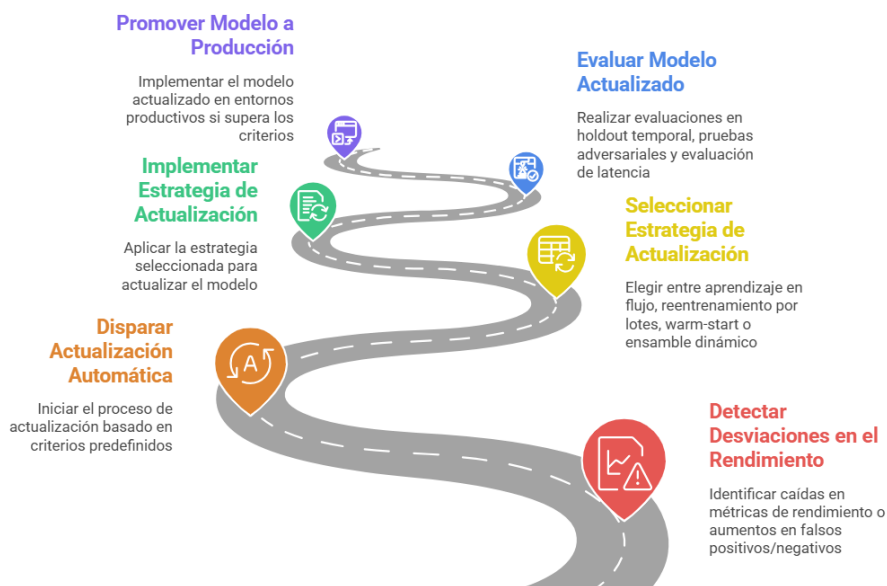 Promover Modelo a
Producción
Implementar el modelo
actualizado en entornos
productivos si supera los
criterios
Evaluar Modelo
Actualizado
Realizar evaluaciones en
holdout temporal, pruebas
adversariales y evaluación
de latencia
Implementar
Estrategia de
Actualización
Aplicar la estrategia
seleccionada para
actualizar el modelo
Seleccionar
Estrategia de
Actualización
Elegir entre aprendizaje en
flujo, reentrenamiento por
lotes, warm-start o
ensamble dinámico
Disparar
Actualización
Automática
Iniciar el proceso de
actualización basado en
criterios predefinidos
A
Detectar
Desviaciones en el
Rendimiento
Identificar caídas en
métricas de rendimiento o
aumentos en falsos
positivos/negativos